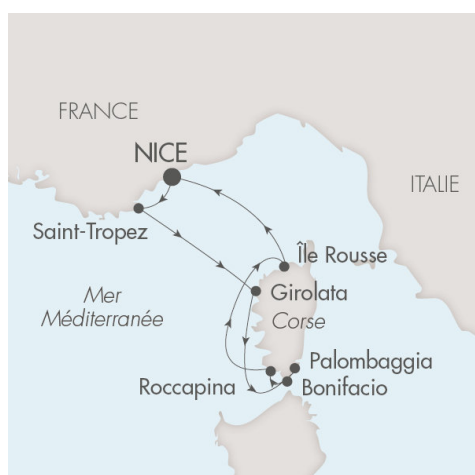 FRANCE
NICE
ITALIE
Saint-Tropez
Île Rousse
Mer
Méditerranée
Girolata
Corse
Palombaggia
Roccapina
Bonifacio